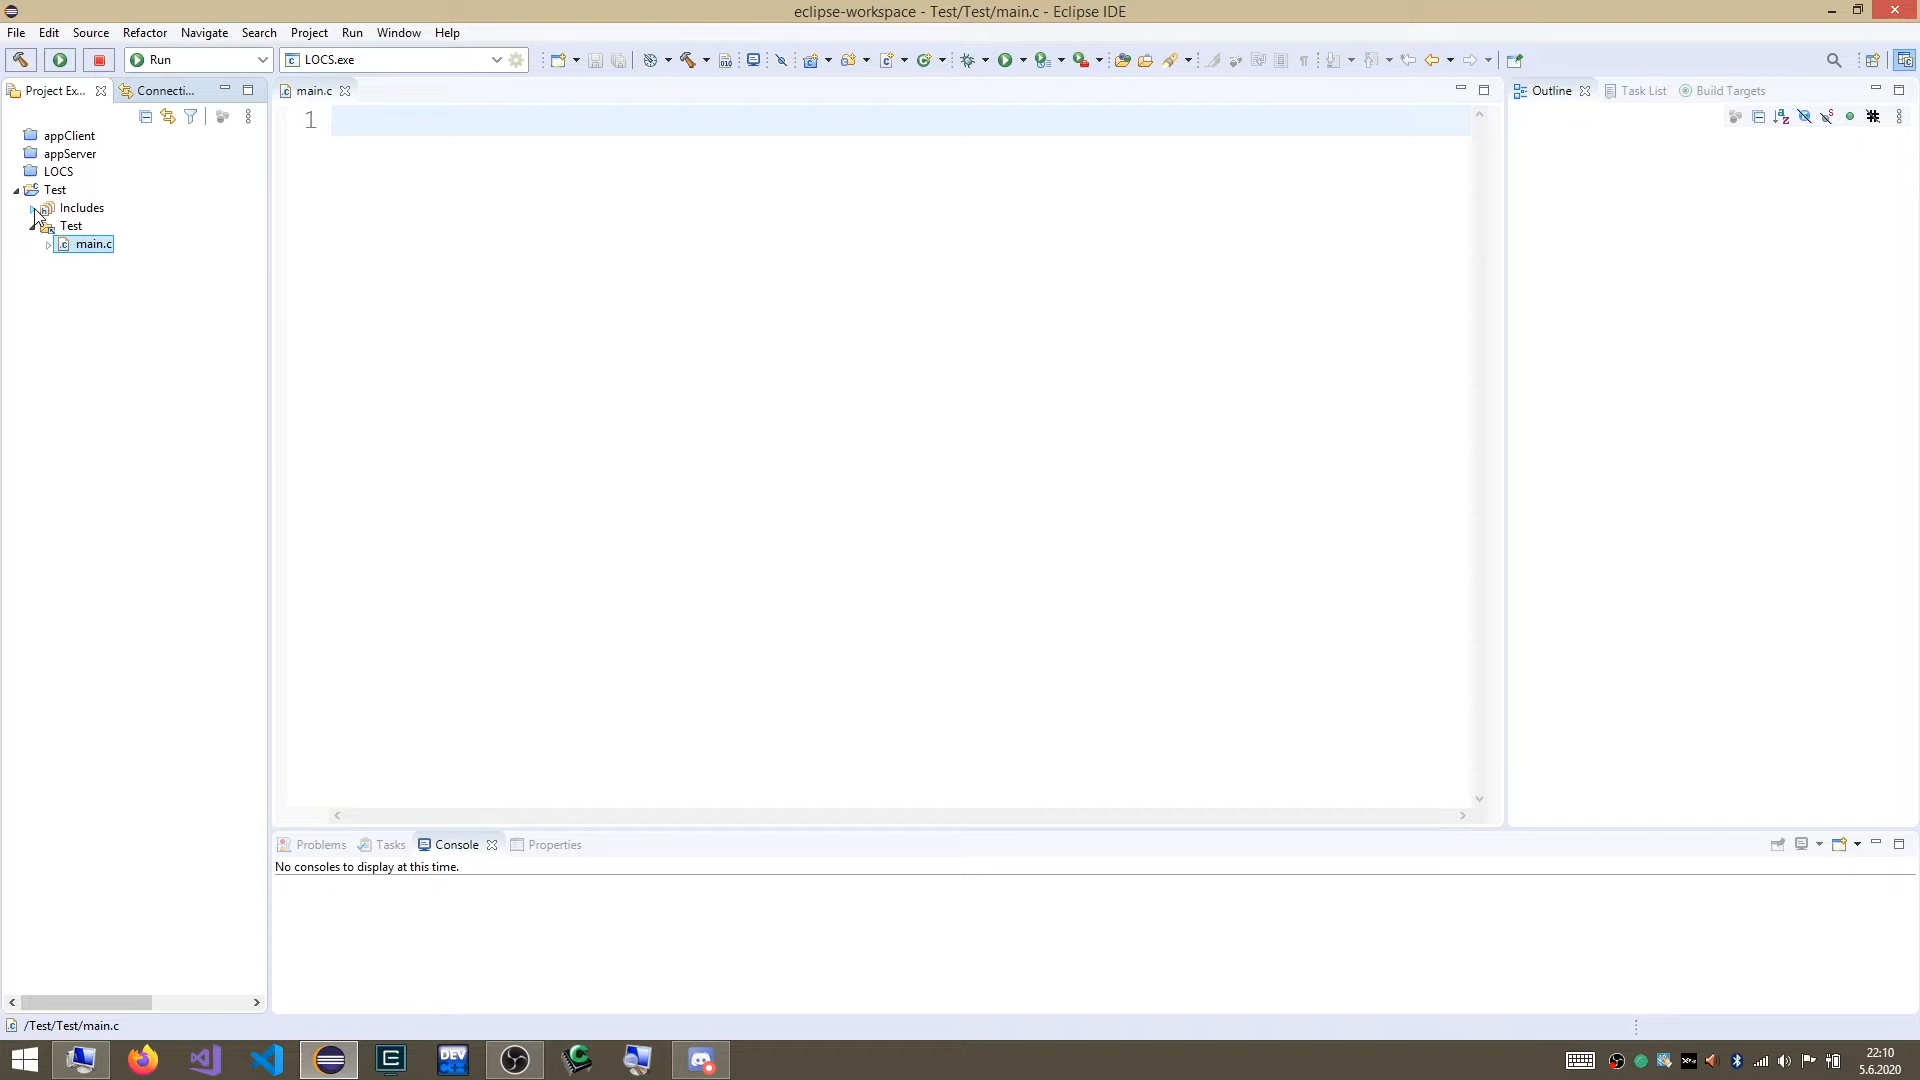 eclipse-workspace - Test/Test/main.c - Eclipse IDE
File Edit Source Refactor Navigate Search Project Run Window Help
Run LOCS.exe
Project Ex... Connecti...
main.c
Outline Task List Build Targets
1
appClient
appServer
LOCS
Test
Includes
Test
main.c
Problems Tasks Console Properties
No consoles to display at this time.
/Test/Test/main.c
DEV
22:10
5.6.2020